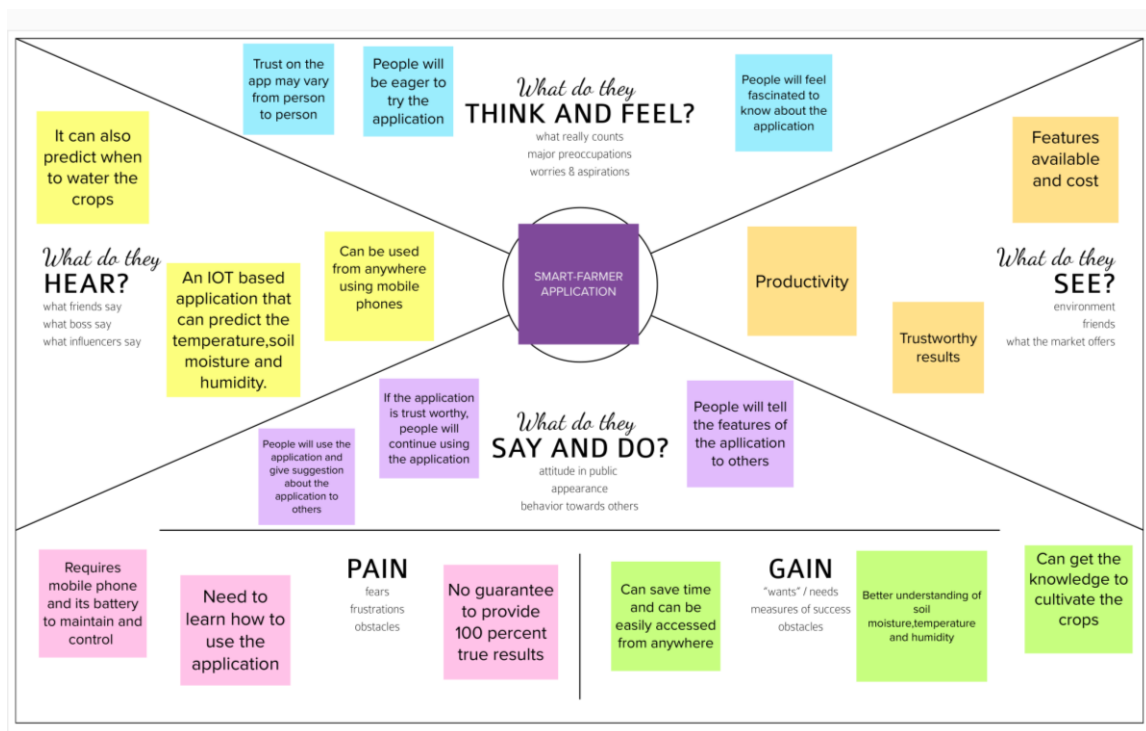 Trust on the
app may vary
from person
to person
People will
be eager to
try the
application
What do they
THINK AND FEEL?
what really counts
major preoccupations
worries & aspirations
People will feel
fascinated to
know about the
application
It can also
predict when
to water the
crops
What do they
HEAR?
what friends say
what boss say
what influencers say
An IOT based
application that
can predict the
temperature,soil
moisture and
humidity.
Can be used
from anywhere
using mobile
phones
SMART-FARMER
APPLICATION
Productivity
Features
available
and cost
What do they
SEE?
environment
friends
what the market offers
Trustworthy
results
People will use the
application and
give suggestion
about the
application to
others
If the application
is trust worthy,
people will
continue using
the application
What do they
SAY AND DO?
attitude in public
appearance
behavior towards others
People will tell
the features of
the apllication
to others
Requires
mobile phone
and its battery
to maintain and
control
Need to
learn how to
use the
application
PAIN
fears
frustrations
obstacles
No guarantee
to provide
100 percent
true results
Can save time
and can be
easily accessed
from anywhere
GAIN
"wants" / needs
measures of success
obstacles
Better understanding of
soil
moisture,temperature
and humidity
Can get the
knowledge to
cultivate the
crops